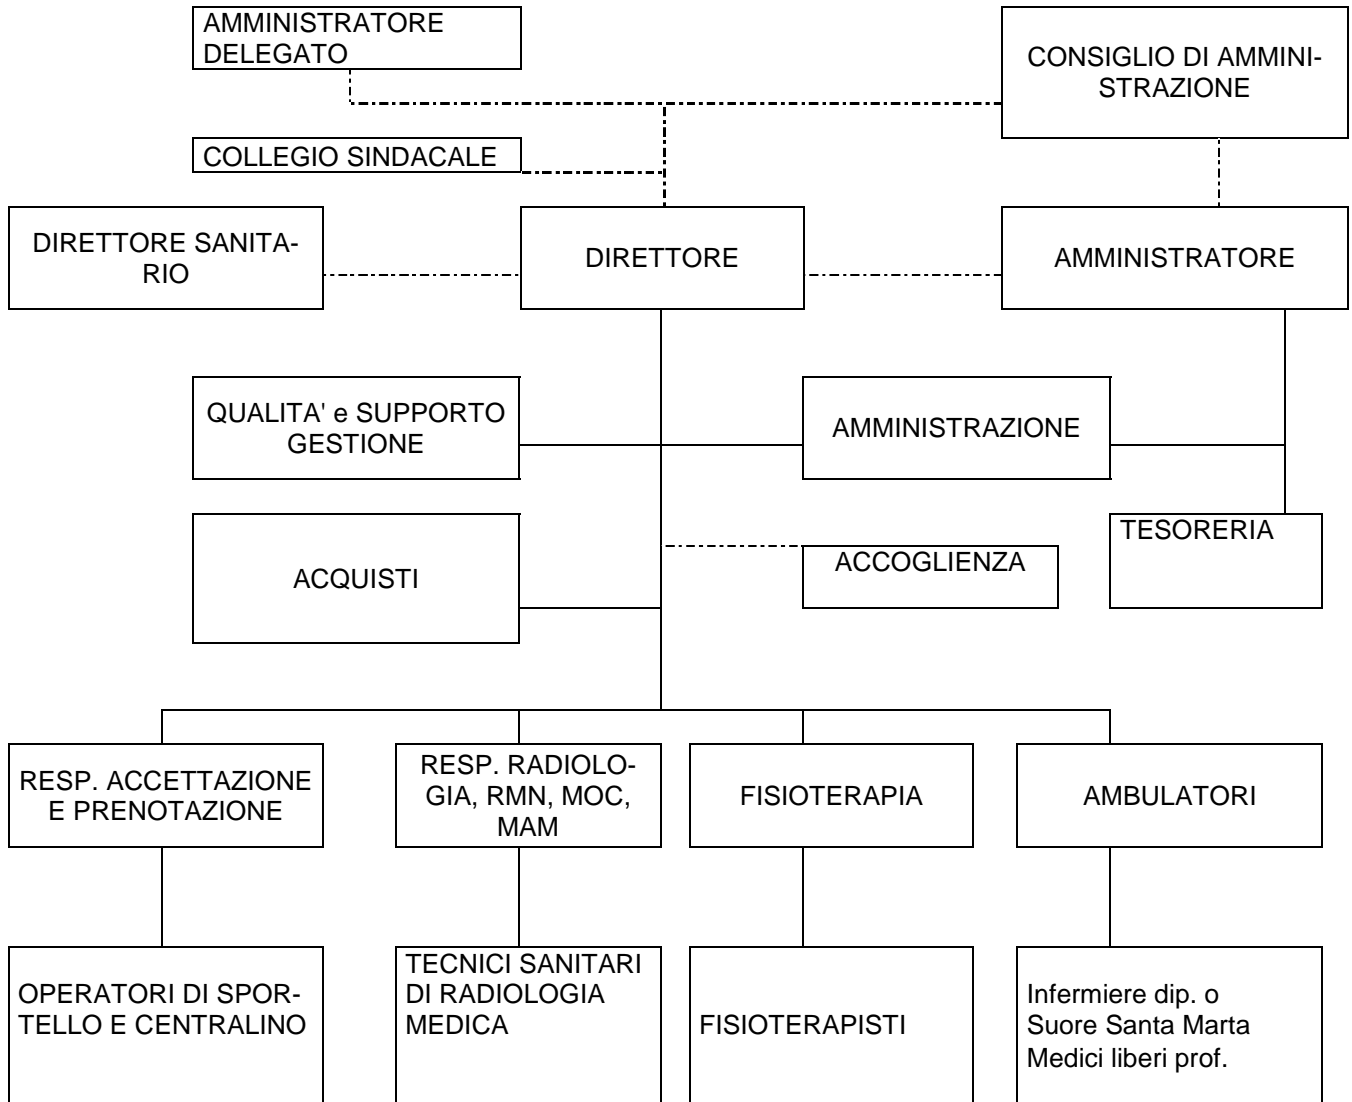 AMMINISTRATORE
DELEGATO
CONSIGLIO DI AMMINI-
STRAZIONE
COLLEGIO SINDACALE
DIRETTORE SANITA-
RIO
DIRETTORE
AMMINISTRATORE
QUALITA' e SUPPORTO
GESTIONE
AMMINISTRAZIONE
ACQUISTI
ACCOGLIENZA
TESORERIA
RESP. ACCETTAZIONE
E PRENOTAZIONE
RESP. RADIOLO-
GIA, RMN, MOC,
MAM
FISIOTERAPIA
AMBULATORI
OPERATORI DI SPOR-
TELLO E CENTRALINO
TECNICI SANITARI
DI RADIOLOGIA
MEDICA
FISIOTERAPISTI
Infermiere dip. o
Suore Santa Marta
Medici liberi prof.